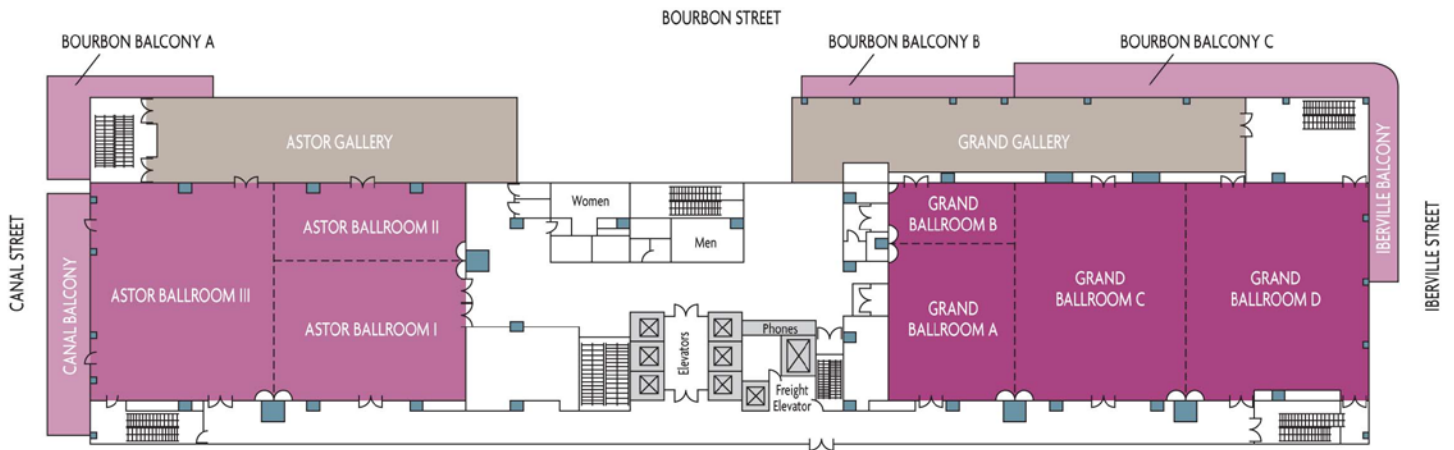 BOURBON STREET
BOURBON BALCONY A
BOURBON BALCONY B
BOURBON BALCONY C
ASTOR GALLERY
GRAND GALLERY
CANAL STREET
CANAL BALCONY
ASTOR BALLROOM III
ASTOR BALLROOM II
ASTOR BALLROOM I
Women
Men
Elevators
Phones
Freight
Elevator
GRAND
BALLROOM B
GRAND
BALLROOM A
GRAND
BALLROOM C
GRAND
BALLROOM D
IBERVILLE BALCONY
IBERVILLE STREET